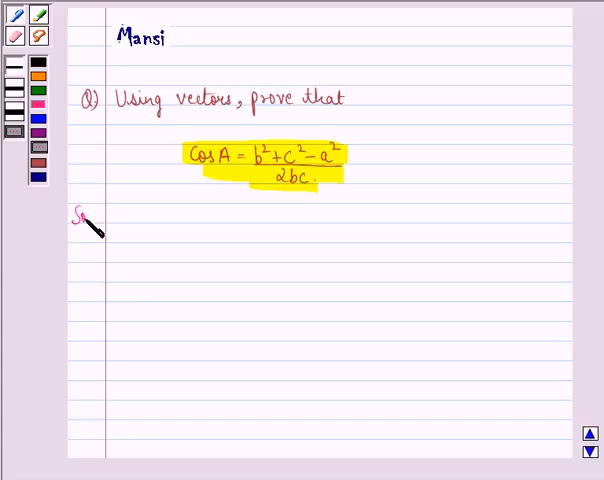 Mansi
Q) Using vectors, prove that
cos A = b² + c² - a²
2bc.